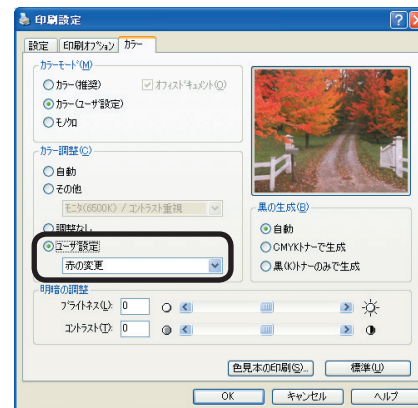 印刷設定
設定 印刷オプション カラー
カラーモード(M)
カラー(推奨) オフィスドキュメント(O)
カラー(ユーザ設定)
モノクロ
カラー調整(C)
自動
その他
モニタ(6500K) / コントラスト重視
調整なし
ユーザ設定
赤の変更
黒の生成(B)
自動
CMYKトナーで生成
黒(K)トナーのみで生成
明暗の調整
ブライトネス(L): 0
コントラスト(T): 0
色見本の印刷(S)... 標準(U)
OK キャンセル ヘルプ